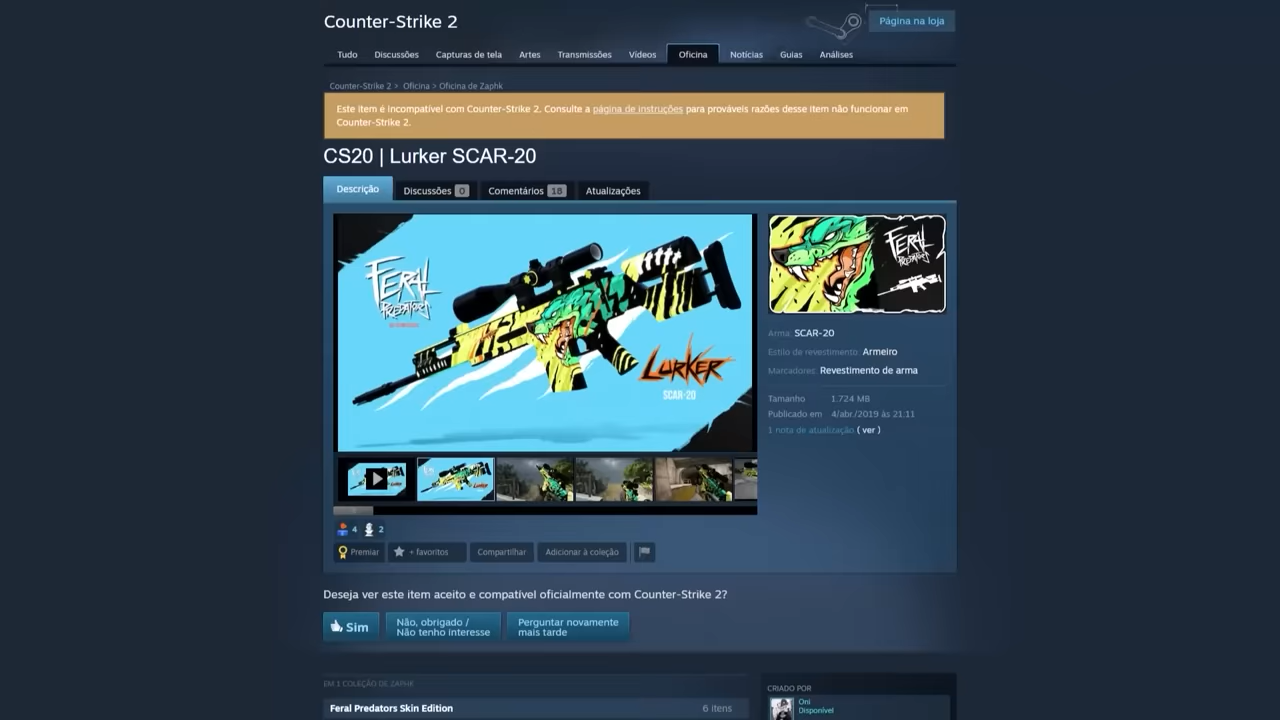 Counter-Strike 2
Página na loja
Tudo Discussões Capturas de tela Artes Transmissões Vídeos Oficina Notícias Guias Análises
Counter-Strike 2 > Oficina > Oficina de Zaphk
Este item é incompatível com Counter-Strike 2. Consulte a página de instruções para prováveis razões desse item não funcionar em
Counter-Strike 2.
CS20 | Lurker SCAR-20
Descrição Discussões 0 Comentários 18 Atualizações
FERAL
PREDATORS
LURKER
SCAR-20
FERAL
PREDATORS
Arma: SCAR-20
Estilo de revestimento: Armeiro
Marcadores: Revestimento de arma
Tamanho 1.724 MB
Publicado em 4/abr./2019 às 21.11
1 nota de atualização ( ver )
4 2
Premiar + favoritos Compartilhar Adicionar à coleção
Deseja ver este item aceito e compatível oficialmente com Counter-Strike 2?
Sim
Não, obrigado /
Não tenho interesse
Perguntar novamente
mais tarde
EM 1 COLEÇÃO DE ZAPHK
Feral Predators Skin Edition 6 itens
CRIADO POR
Oni
Disponível